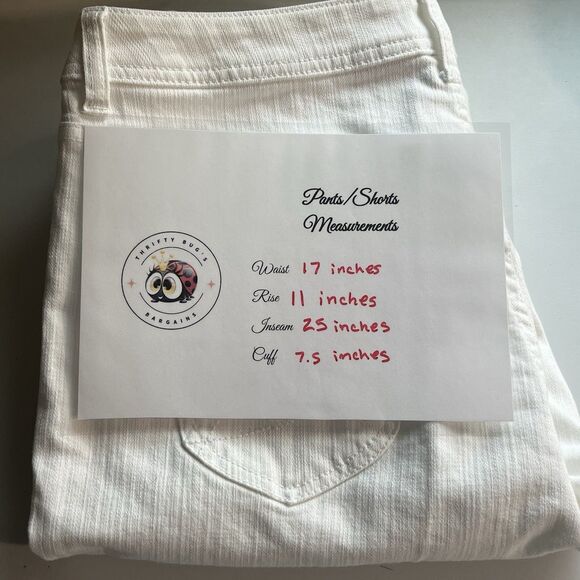 Pants/Shorts
Measurements
THRIFTY BUG'S
BARGAINS
Waist 17 inches
Rise 11 inches
Inseam 25 inches
Cuff 7.5 inches